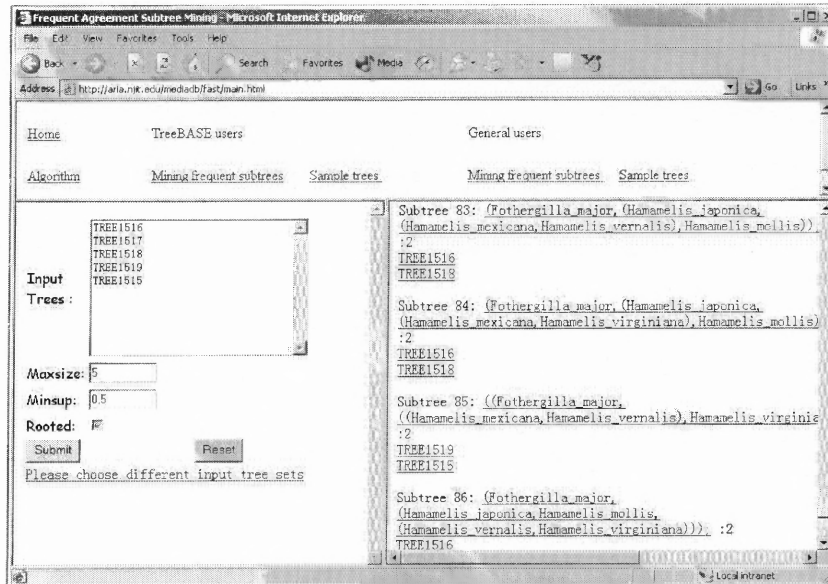 Frequent Agreement Subtree Mining - Microsoft Internet Explorer
File Edit View Favorites Tools Help
Back Search Favorites Media
Address http://aria.njit.edu/mediadb/fast/main.html Go Links
Home TreeBASE users General users
Algorithm Mining frequent subtrees Sample trees Mining frequent subtrees Sample trees
Input Trees :
TREE1516
TREE1517
TREE1518
TREE1519
TREE1515
Maxsize: 5
Minsup: 0.5
Rooted:
Submit Reset
Please choose different input tree sets
Subtree 83: (Fothergilla_major, (Hamamelis_japonica,
(Hamamelis_mexicana, Hamamelis_vernalis), Hamamelis_mollis)),
:2
TREE1516
TREE1518
Subtree 84: (Fothergilla_major, (Hamamelis_japonica,
(Hamamelis_mexicana, Hamamelis_virginiana), Hamamelis_mollis)
:2
TREE1516
TREE1518
Subtree 85: ((Fothergilla_major,
((Hamamelis_mexicana, Hamamelis_vernalis), Hamamelis_virginia
:2
TREE1519
TREE1515
Subtree 86: (Fothergilla_major,
(Hamamelis_japonica, Hamamelis_mollis,
(Hamamelis_vernalis, Hamamelis_virginiana))), :2
TREE1516
Local intranet